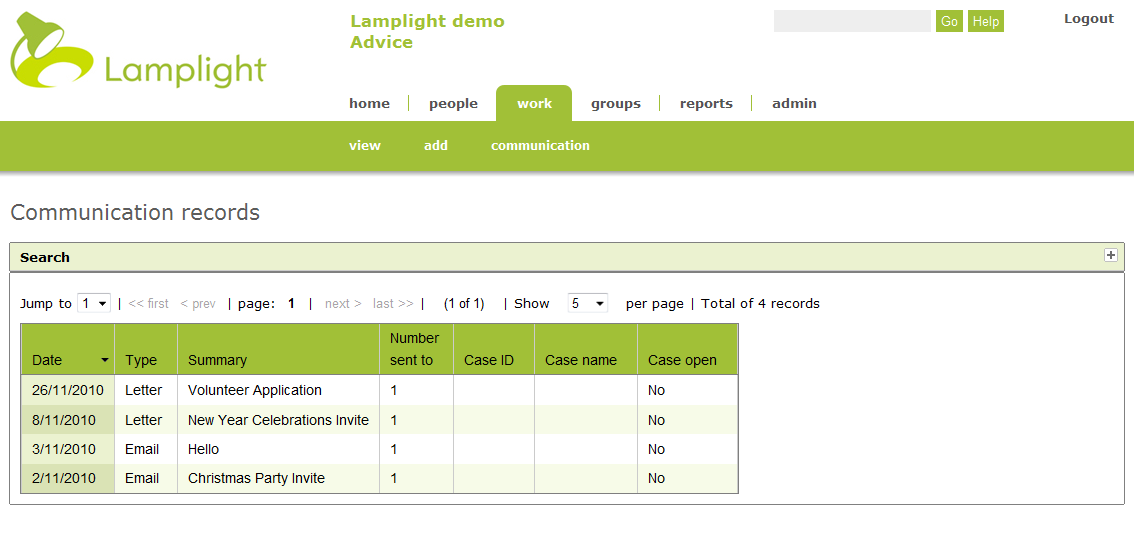 Lamplight
Lamplight demo
Advice
Go Help
Logout
home | people work groups | reports | admin
view add communication
Communication records
Search
Jump to 1 | << first < prev | page: 1 | next > last >> | (1 of 1) | Show 5 per page | Total of 4 records
Date Type Summary Number sent to Case ID Case name Case open
26/11/2010 Letter Volunteer Application 1 No
8/11/2010 Letter New Year Celebrations Invite 1 No
3/11/2010 Email Hello 1 No
2/11/2010 Email Christmas Party Invite 1 No